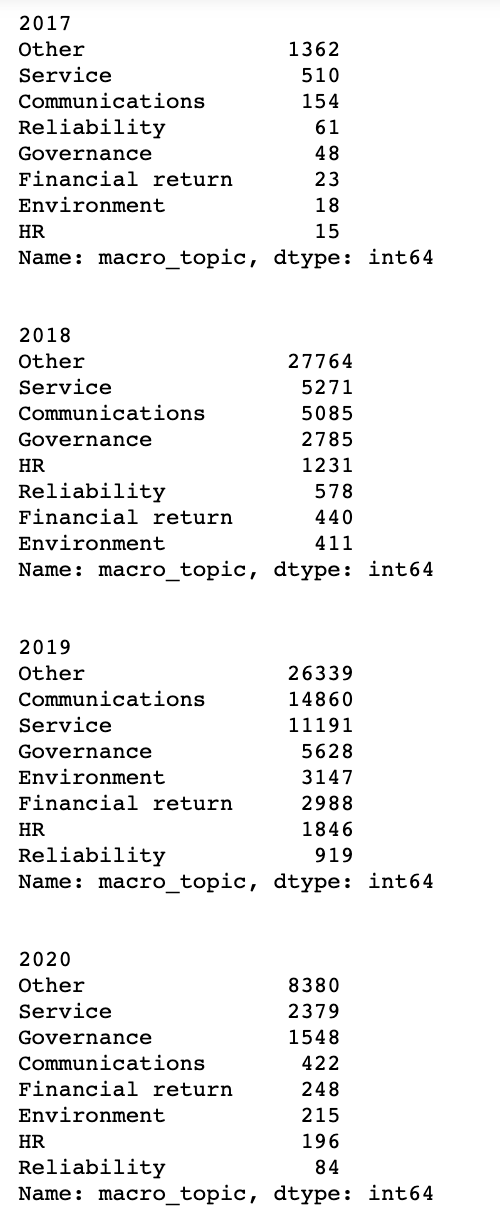 2017
Other 1362
Service 510
Communications 154
Reliability 61
Governance 48
Financial return 23
Environment 18
HR 15
Name: macro_topic, dtype: int64
2018
Other 27764
Service 5271
Communications 5085
Governance 2785
HR 1231
Reliability 578
Financial return 440
Environment 411
Name: macro_topic, dtype: int64
2019
Other 26339
Communications 14860
Service 11191
Governance 5628
Environment 3147
Financial return 2988
HR 1846
Reliability 919
Name: macro_topic, dtype: int64
2020
Other 8380
Service 2379
Governance 1548
Communications 422
Financial return 248
Environment 215
HR 196
Reliability 84
Name: macro_topic, dtype: int64